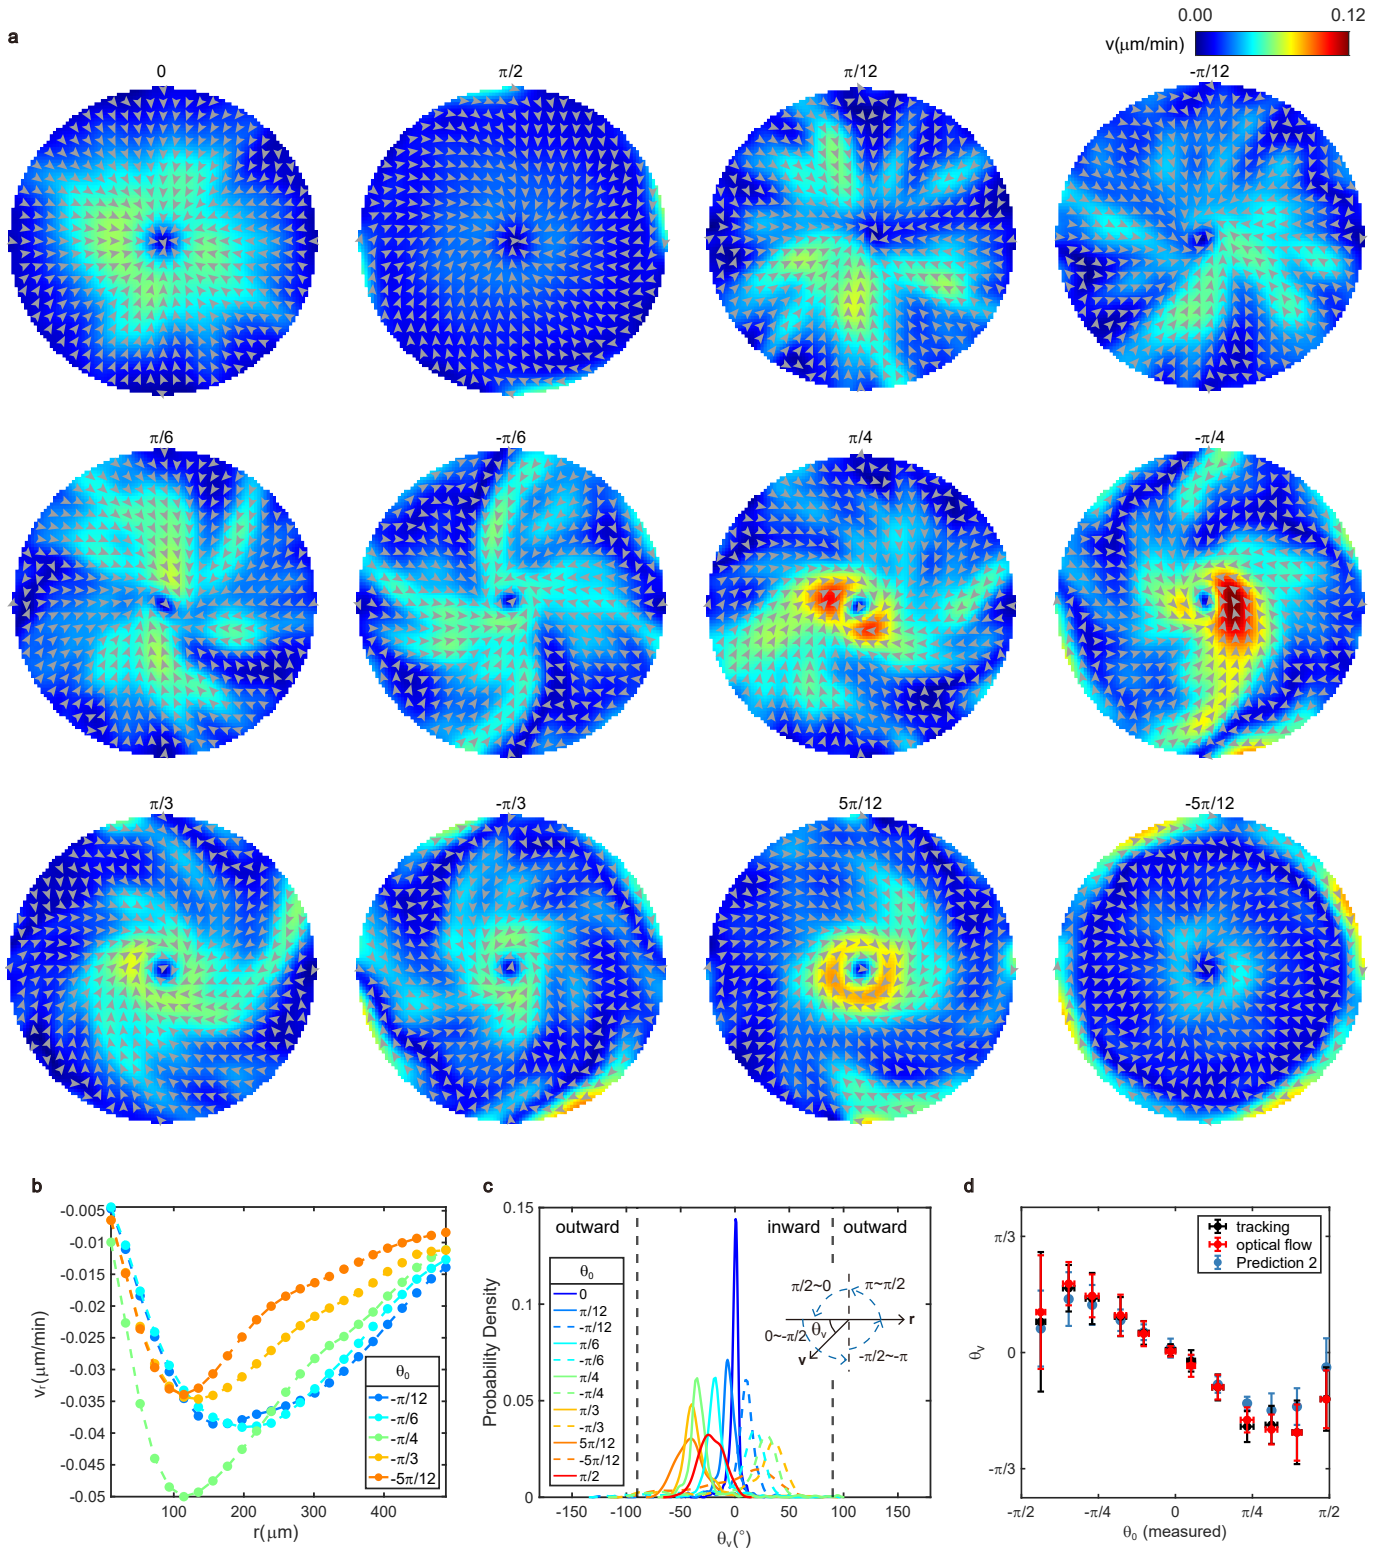 0.00 0.12
v(μm/min)
a
0 π/2 π/12 -π/12
π/6 -π/6 π/4 -π/4
π/3 -π/3 5π/12 -5π/12
b
-0.005
-0.01
-0.015
-0.02
-0.025
-0.03
-0.035
-0.04
-0.045
-0.05
vr(μm/min)
100 200 300 400
r(μm)
θ0
-π/12
-π/6
-π/4
-π/3
-5π/12
c
0.15
0.1
0.05
0
Probability Density
outward inward outward
θ0
0
π/12
-π/12
π/6
-π/6
π/4
-π/4
π/3
-π/3
5π/12
-5π/12
π/2
π/2~0 π~π/2
r
0~-π/2 θv
-π/2~-π
v
-150 -100 -50 0 50 100 150
θv(°)
d
π/3
0
-π/3
θv
tracking
optical flow
Prediction 2
-π/2 -π/4 0 π/4 π/2
θ0 (measured)